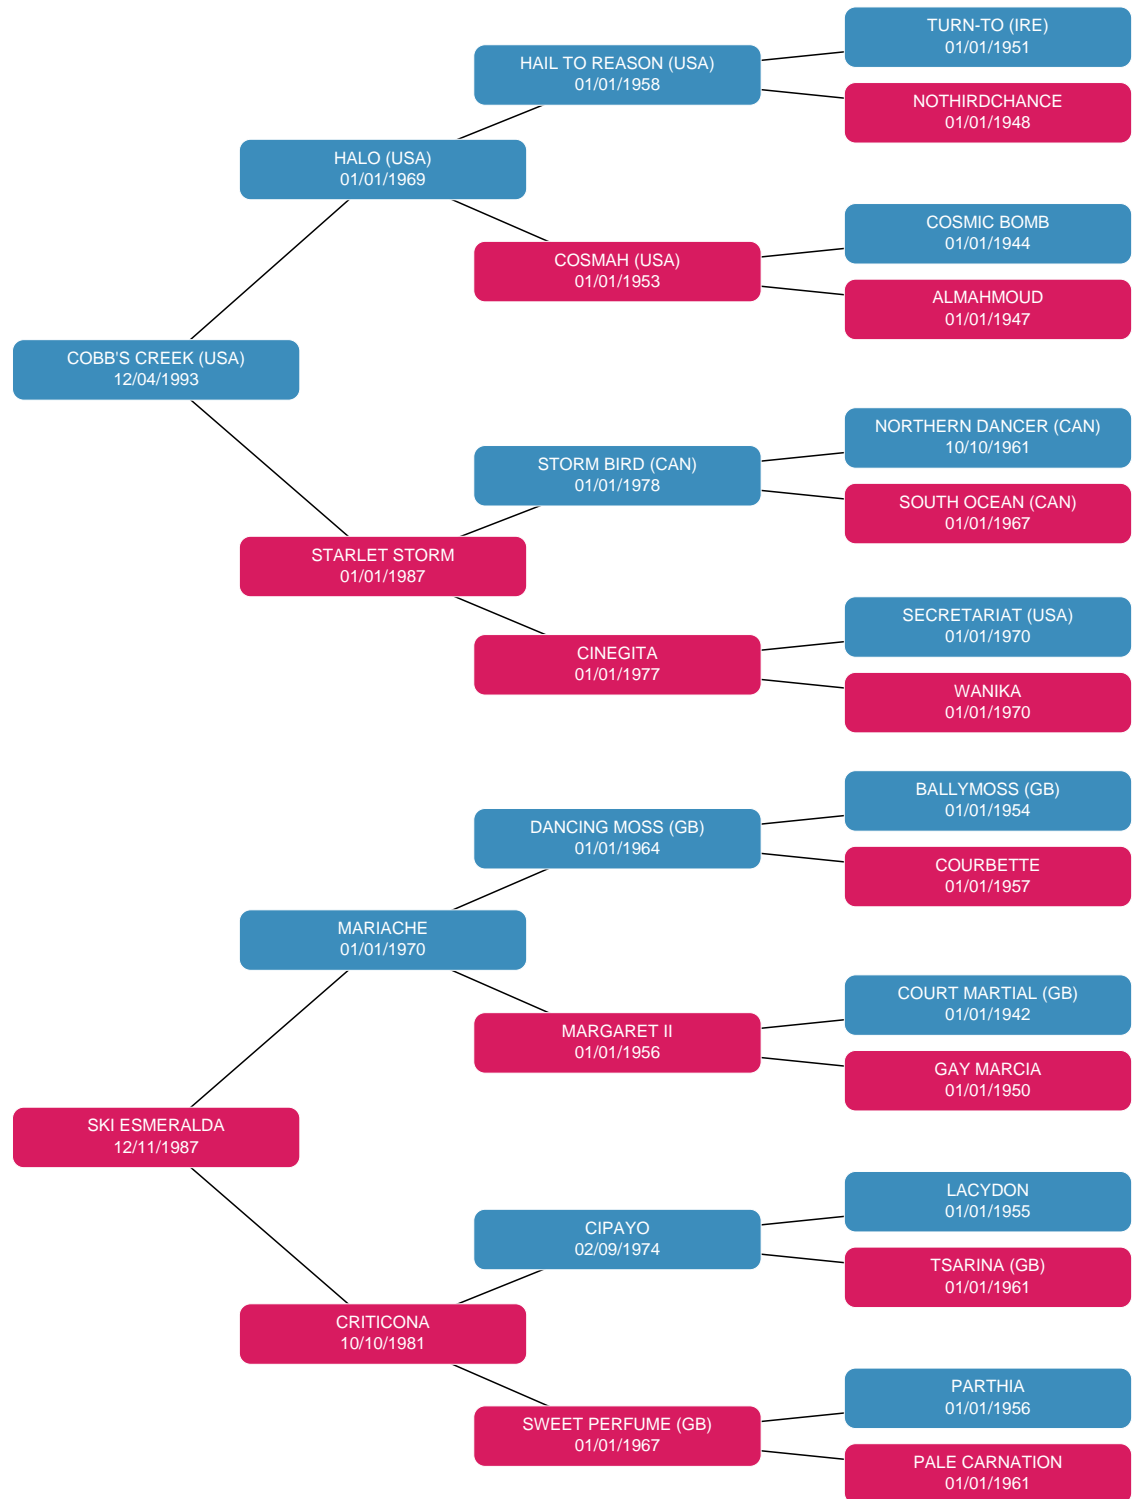 TURN-TO (IRE)
01/01/1951
HAIL TO REASON (USA)
01/01/1958
NOTHIRDCHANCE
01/01/1948
HALO (USA)
01/01/1969
COSMIC BOMB
01/01/1944
COSMAH (USA)
01/01/1953
ALMAHMOUD
01/01/1947
COBB'S CREEK (USA)
12/04/1993
NORTHERN DANCER (CAN)
10/10/1961
STORM BIRD (CAN)
01/01/1978
SOUTH OCEAN (CAN)
01/01/1967
STARLET STORM
01/01/1987
SECRETARIAT (USA)
01/01/1970
CINEGITA
01/01/1977
WANIKA
01/01/1970
BALLYMOSS (GB)
01/01/1954
DANCING MOSS (GB)
01/01/1964
COURBETTE
01/01/1957
MARIACHE
01/01/1970
COURT MARTIAL (GB)
01/01/1942
MARGARET II
01/01/1956
GAY MARCIA
01/01/1950
SKI ESMERALDA
12/11/1987
LACYDON
01/01/1955
CIPAYO
02/09/1974
TSARINA (GB)
01/01/1961
CRITICONA
10/10/1981
PARTHIA
01/01/1956
SWEET PERFUME (GB)
01/01/1967
PALE CARNATION
01/01/1961